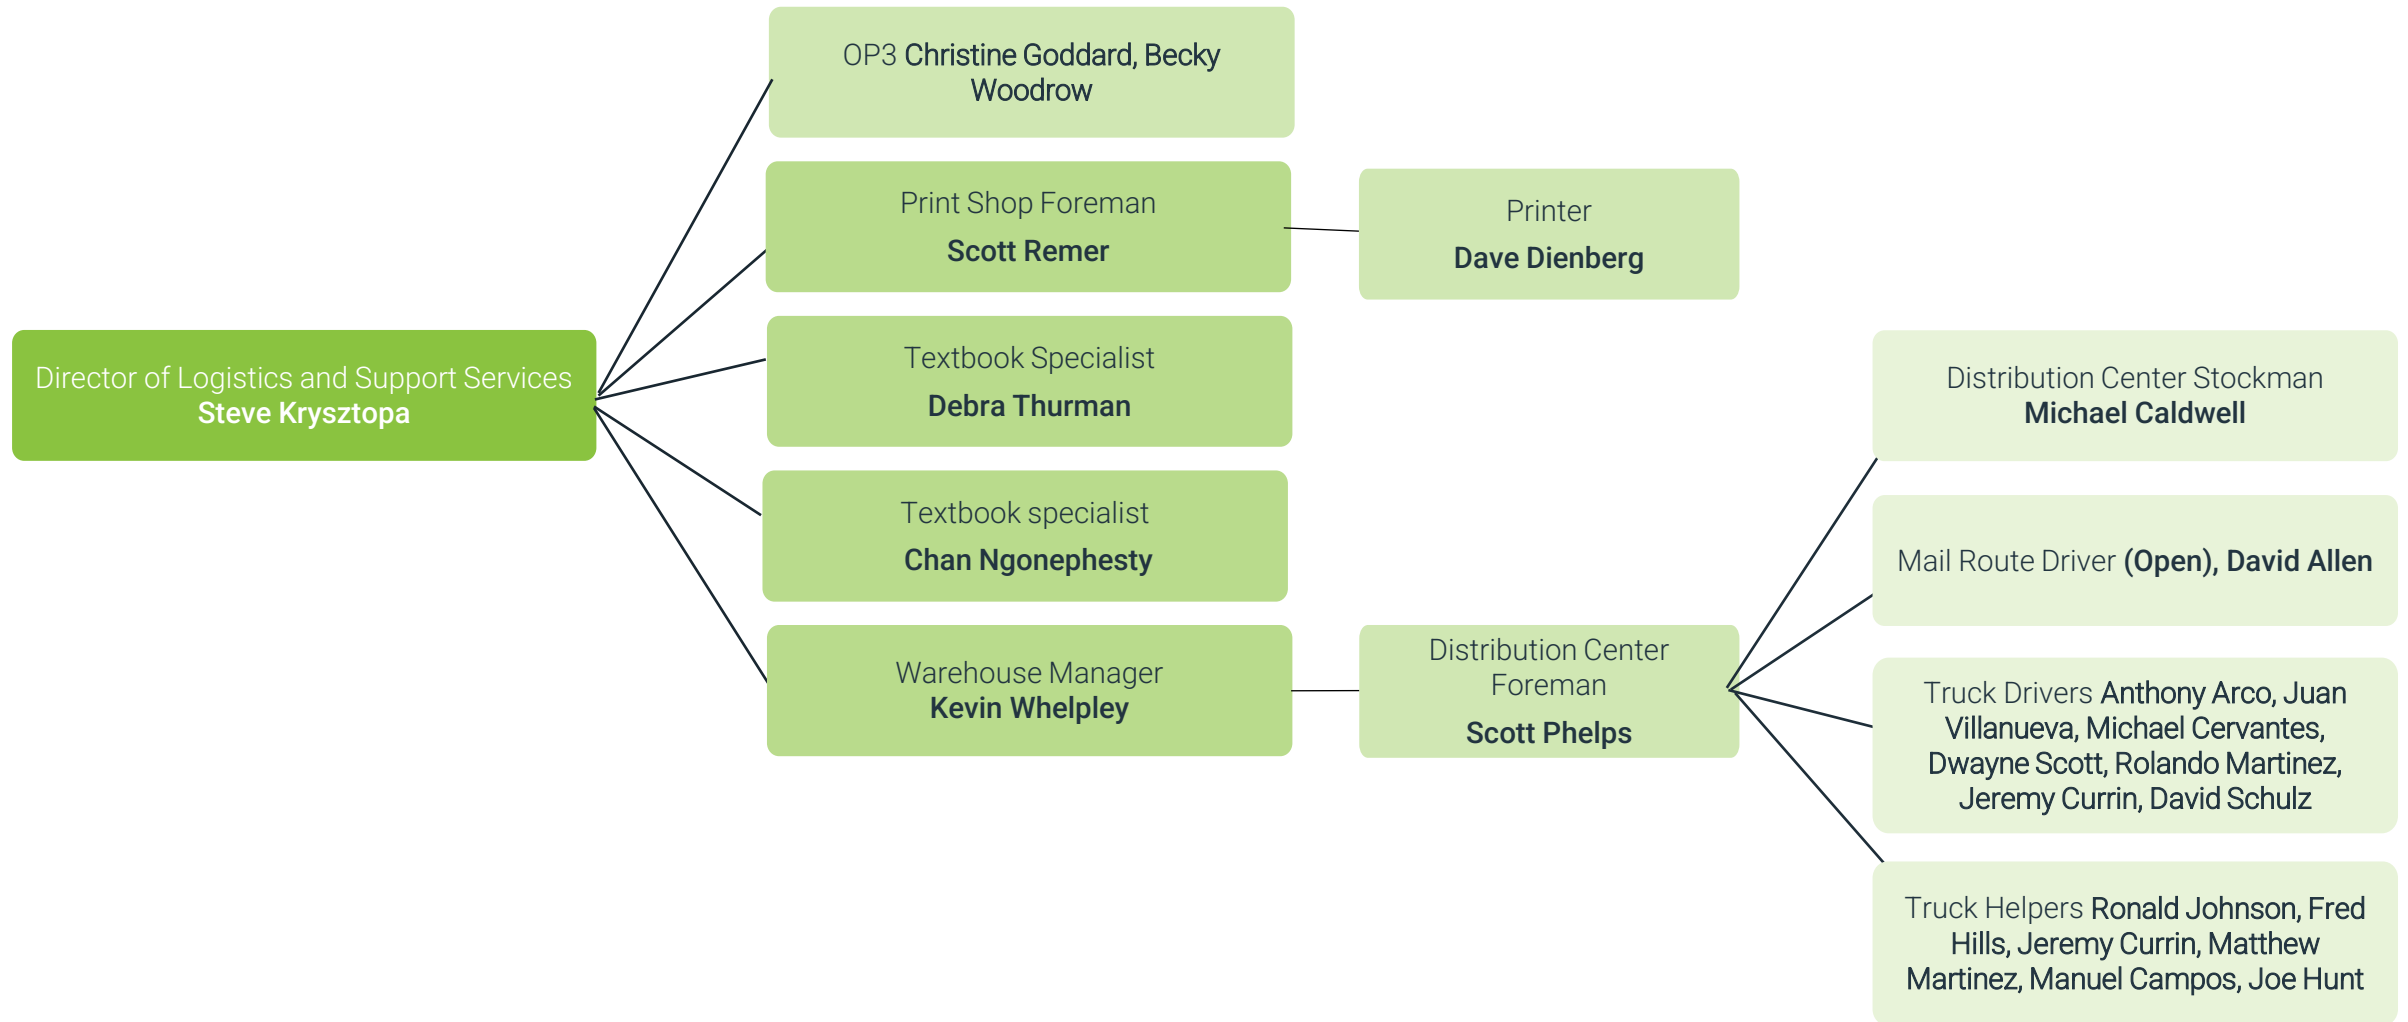 OP3 Christine Goddard, Becky
Woodrow
Print Shop Foreman
Scott Remer
Printer
Dave Dienberg
Director of Logistics and Support Services
Steve Krysztopa
Textbook Specialist
Debra Thurman
Textbook specialist
Chan Ngonephesty
Warehouse Manager
Kevin Whelpley
Distribution Center
Foreman
Scott Phelps
Distribution Center Stockman
Michael Caldwell
Mail Route Driver (Open), David Allen
Truck Drivers Anthony Arco, Juan
Villanueva, Michael Cervantes,
Dwayne Scott, Rolando Martinez,
Jeremy Currin, David Schulz
Truck Helpers Ronald Johnson, Fred
Hills, Jeremy Currin, Matthew
Martinez, Manuel Campos, Joe Hunt